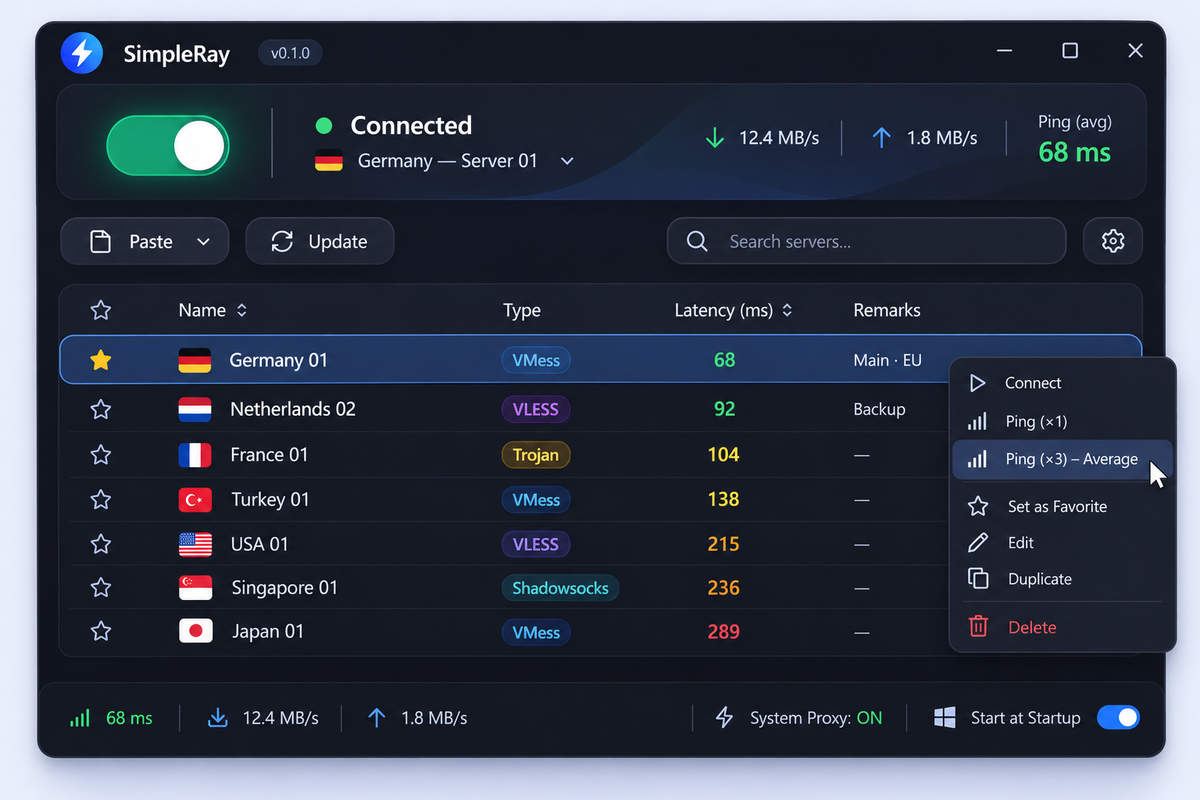 SimpleRay v0.1.0
Connected
Germany — Server 01
12.4 MB/s
1.8 MB/s
Ping (avg)
68 ms
Paste
Update
Search servers...
Name Type Latency (ms) Remarks
Germany 01 VMess 68 Main · EU
Netherlands 02 VLESS 92 Backup
France 01 Trojan 104 —
Turkey 01 VMess 138 —
USA 01 VLESS 215 —
Singapore 01 Shadowsocks 236 —
Japan 01 VMess 289 —
Connect
Ping (×1)
Ping (×3) – Average
Set as Favorite
Edit
Duplicate
Delete
68 ms 12.4 MB/s 1.8 MB/s System Proxy: ON Start at Startup